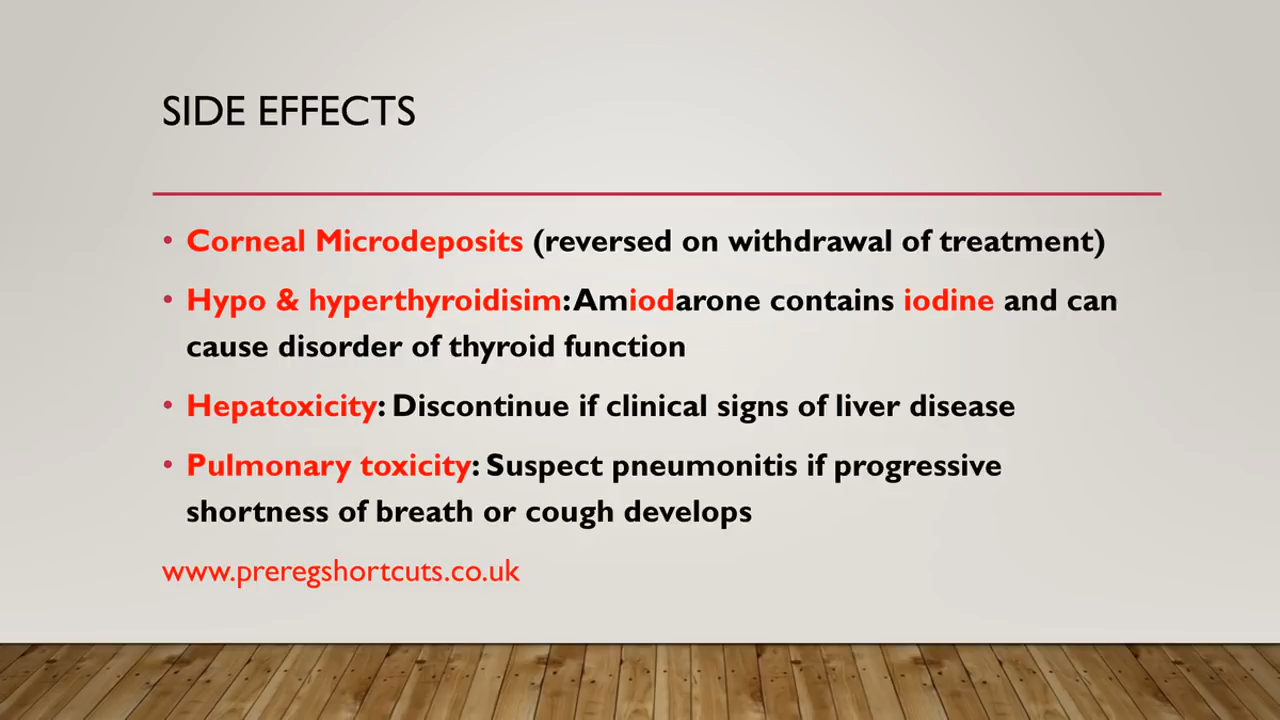 SIDE EFFECTS
• Corneal Microdeposits (reversed on withdrawal of treatment)
• Hypo & hyperthyroidisim: Amiodarone contains iodine and can
cause disorder of thyroid function
• Hepatoxicity: Discontinue if clinical signs of liver disease
• Pulmonary toxicity: Suspect pneumonitis if progressive
shortness of breath or cough develops
www.preregshortcuts.co.uk